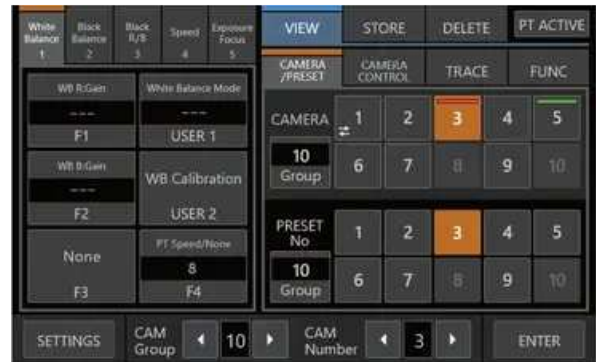 White Balance 1
Black Balance 2
Black R/B 3
Speed 4
Exposure Focus 5
VIEW
STORE
DELETE
PT ACTIVE
CAMERA /PRESET
CAMERA CONTROL
TRACE
FUNC
WB R:Gain
---
F1
White Balance Mode
---
USER 1
WB B:Gain
---
F2
WB Calibration
USER 2
None
F3
PT Speed/None
8
F4
CAMERA
1 2 3 4 5
10
Group
6 7 8 9 10
PRESET
No
1 2 3 4 5
10
Group
6 7 8 9 10
SETTINGS
CAM Group
10
CAM Number
3
ENTER